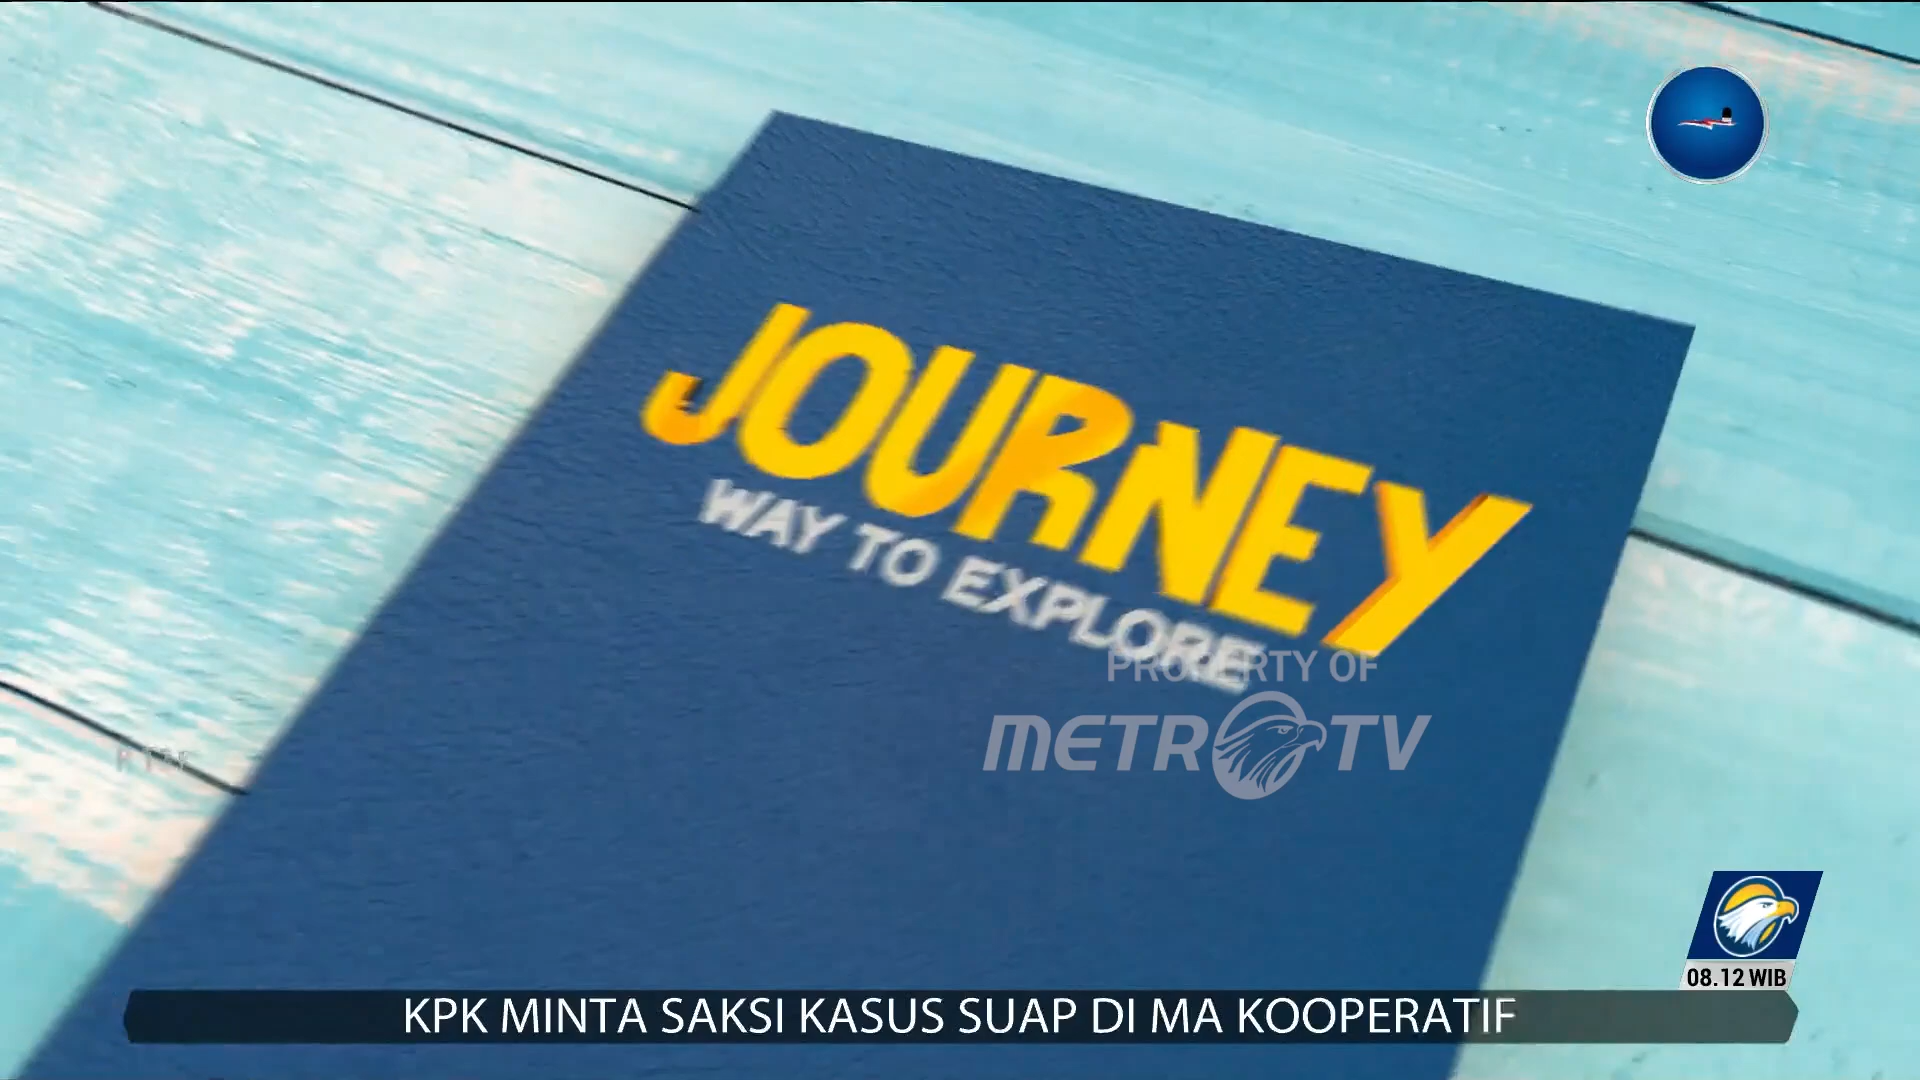 JOURNEY
WAY TO EXPLORE
PROPERTY OF
METRO TV
08.12 WIB
KPK MINTA SAKSI KASUS SUAP DI MA KOOPERATIF